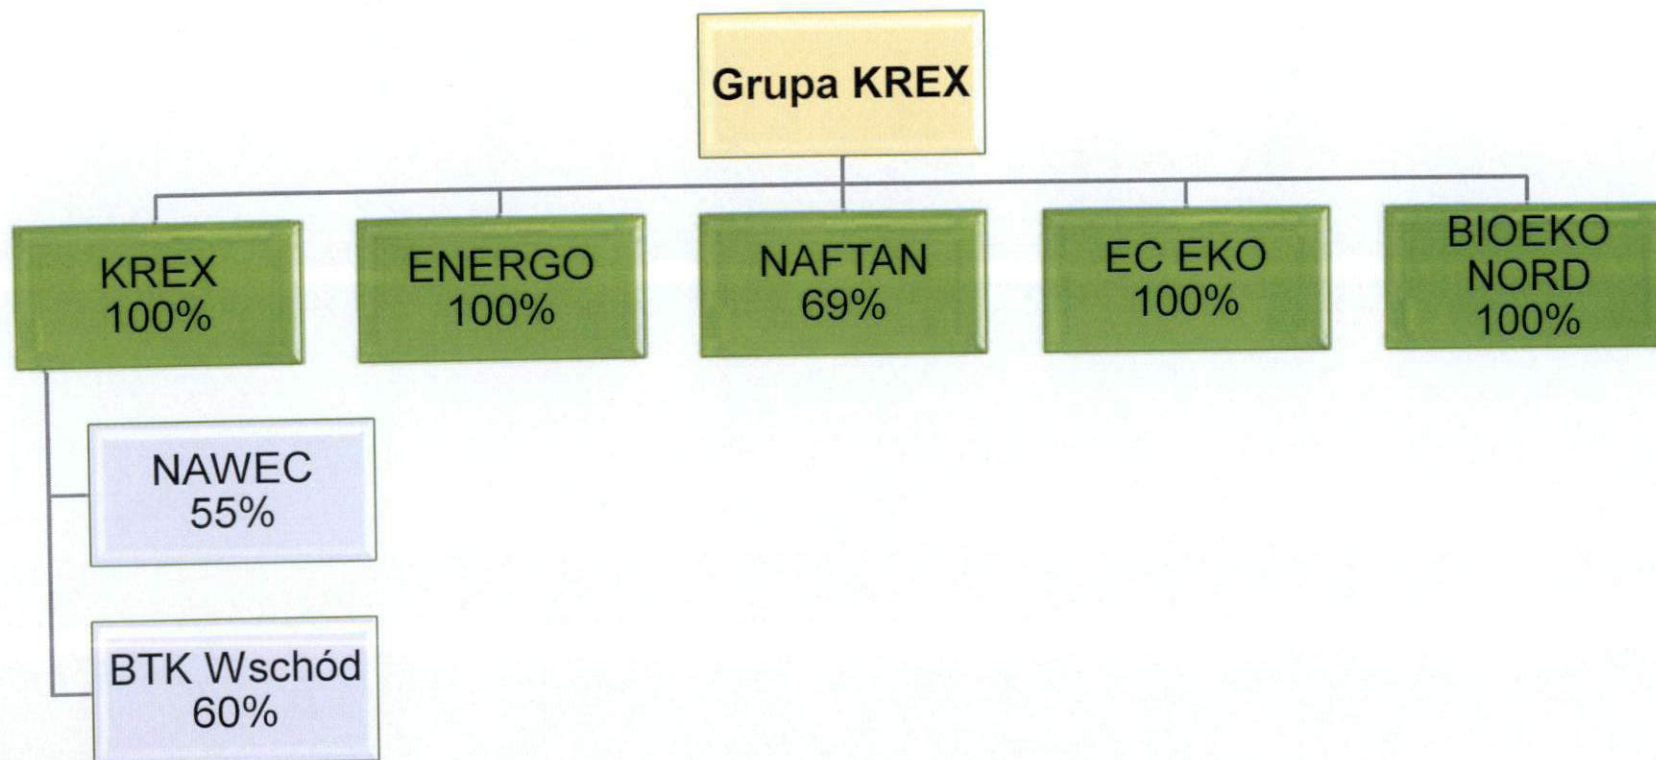 Grupa KREX
KREX
100%
ENERGO
100%
NAFTAN
69%
EC EKO
100%
BIOEKO
NORD
100%
NAWEC
55%
BTK Wschód
60%